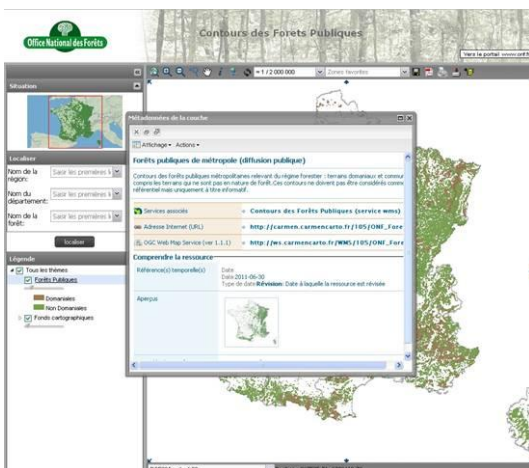 Office National des Forêts
Contours des Forets Publiques
Vers le portail www.onf.f
Situation
= 1 / 2 000 000
Zones favorites
Métadonnées de la couche
Affichage
Actions
Forêts publiques de métropole (diffusion publique)
Contours des forêts publiques métropolitaines relevant du régime forestier : terrains domaniaux et commu
compris les terrains qui ne sont pas en nature de forêt. Ces contours ne doivent pas être considérés comme
référentiel mais uniquement à titre informatif.
Services associés
Contours des Forêts Publiques (service wms)
Adresse Internet (URL)
http://carmen.carmencarto.fr/105/ONF_Fore
OGC Web Map Service (ver 1.1.1)
http://ws.carmencarto.fr/WMS/105/ONF_For
Comprendre la ressource
Référence(s) temporelle(s)
Date
Date 2011-06-30
Type de date Révision: Date à laquelle la ressource est révisée
Aperçus
Localiser
Nom de la région:
Saisir les premières l
Nom du département:
Saisir les premières l
Nom de la forêt:
Saisir les premières l
localiser
Légende
Tous les thèmes
Forêts Publiques
Domaniales
Non Domaniales
Fonds cartographiques